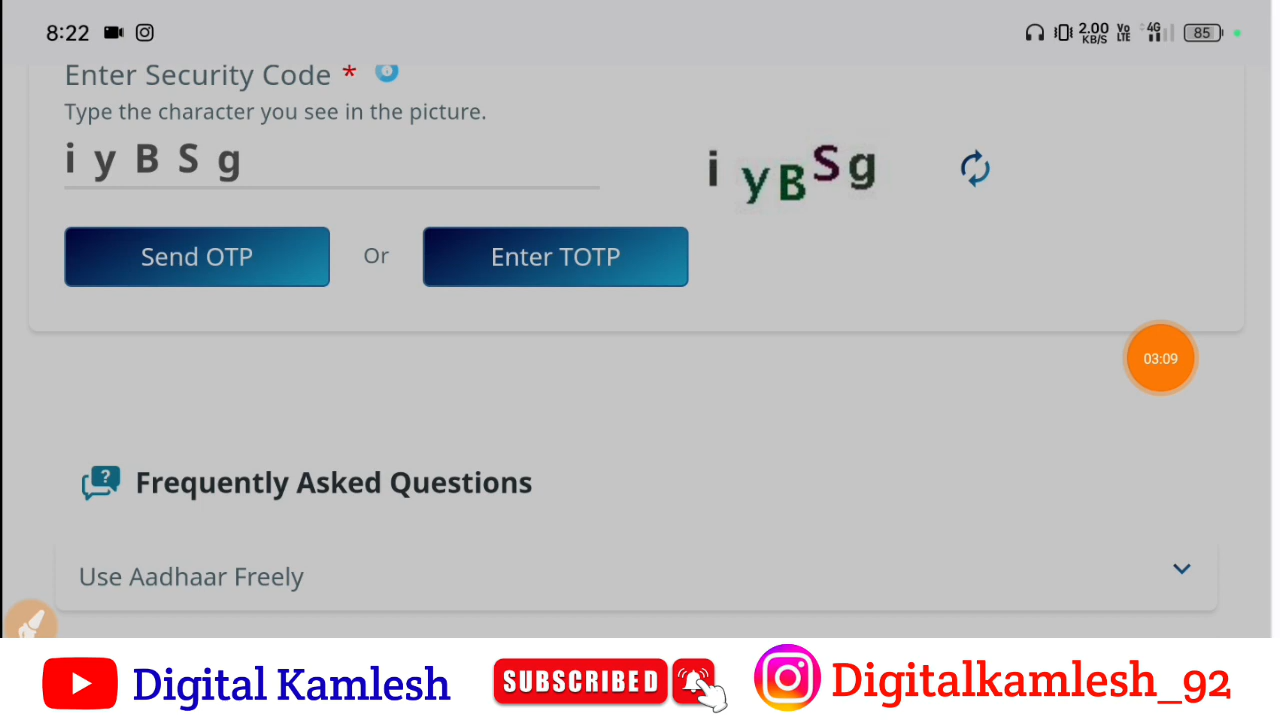 8:22 2.00 KB/S Vo LTE 4G 85
Enter Security Code *
Type the character you see in the picture.
i y B S g
i y B S g
Send OTP Or Enter TOTP
03:09
Frequently Asked Questions
Use Aadhaar Freely
Digital Kamlesh SUBSCRIBED Digitalkamlesh_92